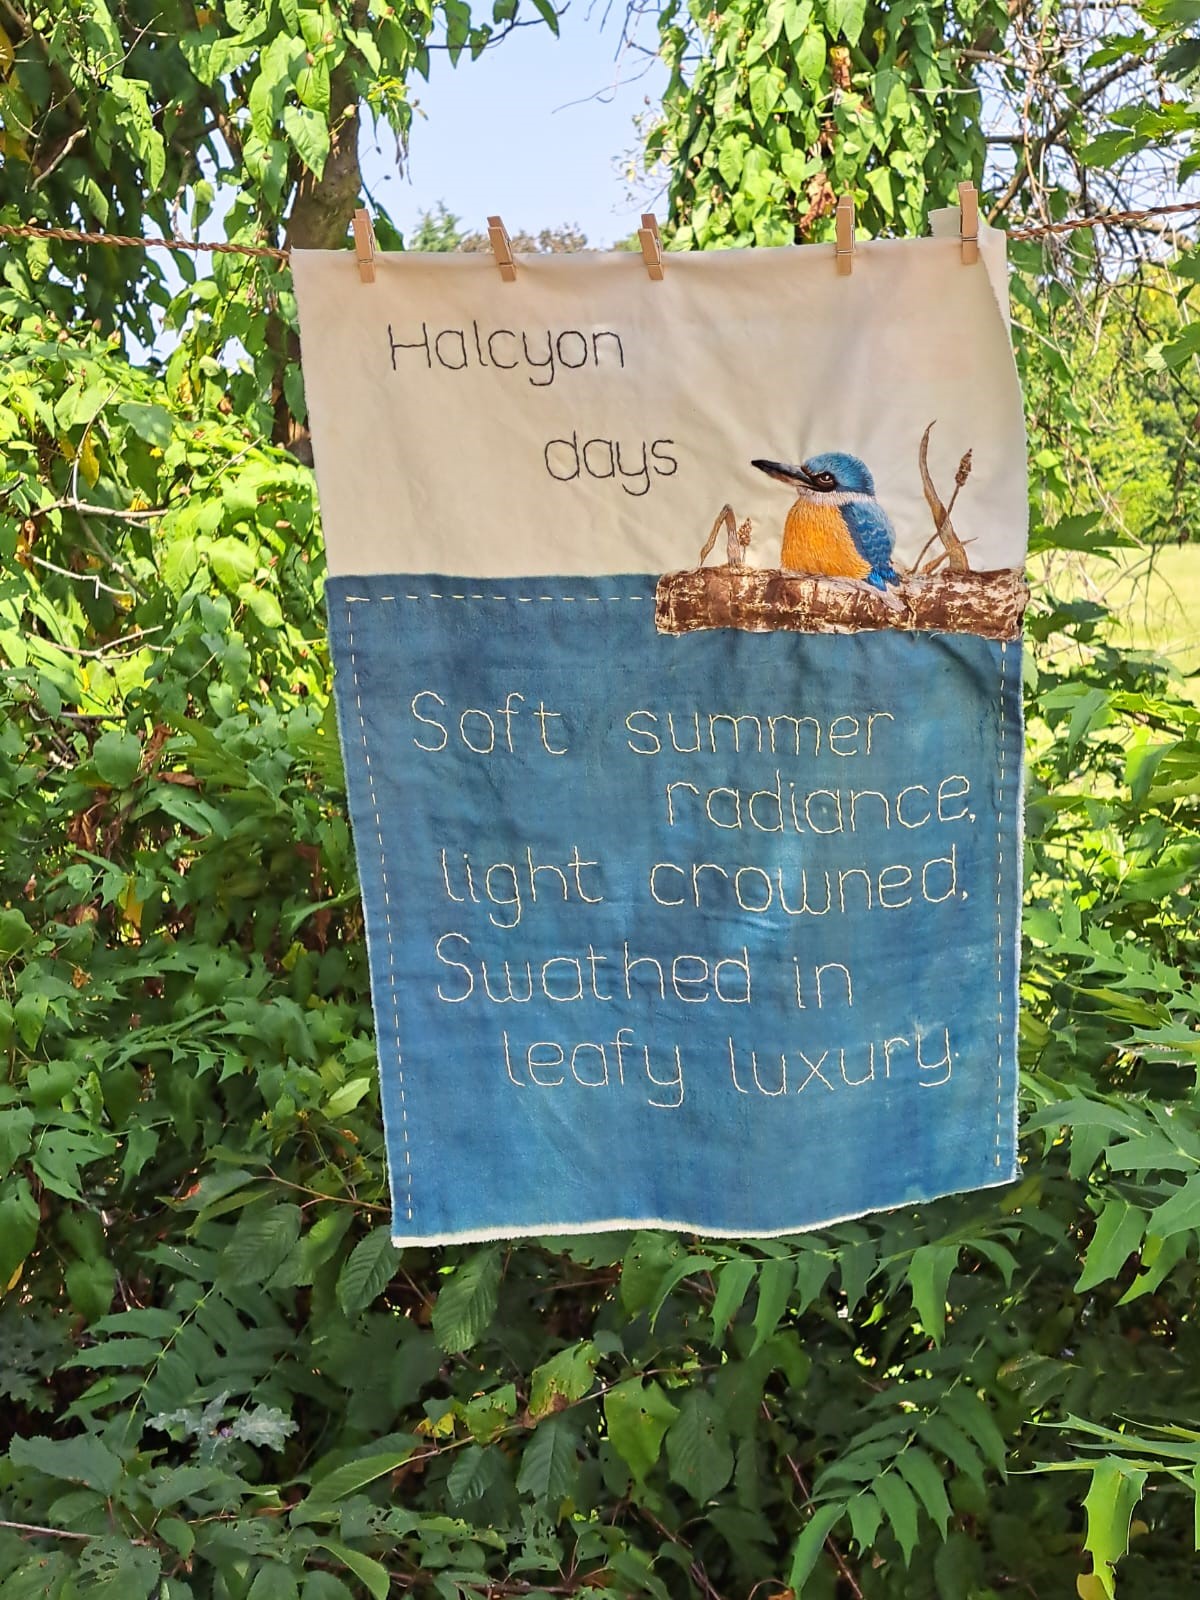 Halcyon
days
Soft summer
radiance,
light crowned.
Swathed in
leafy luxury.